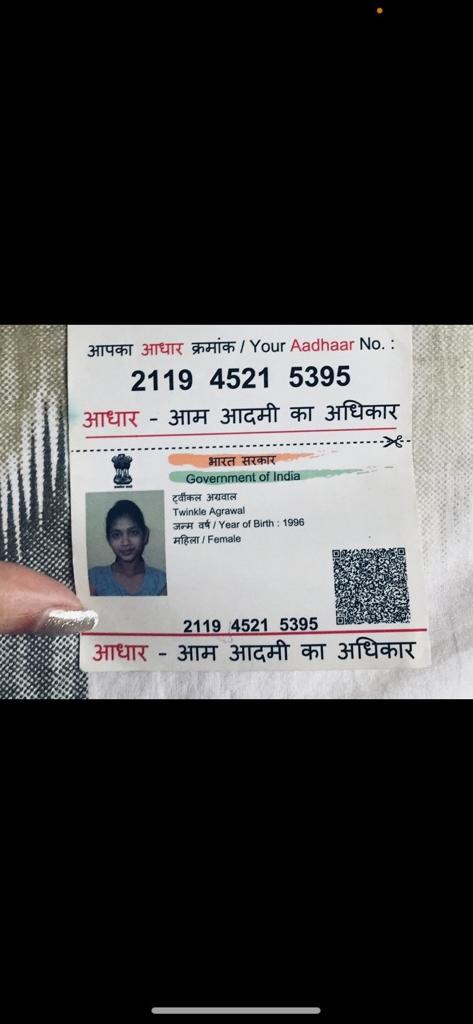 आपका आधार क्रमांक / Your Aadhaar No. :
2119 4521 5395
आधार - आम आदमी का अधिकार
भारत सरकार
Government of India
ट्वींकल अग्रवाल
Twinkle Agrawal
जन्म वर्ष / Year of Birth : 1996
महिला / Female
2119 4521 5395
आधार - आम आदमी का अधिकार